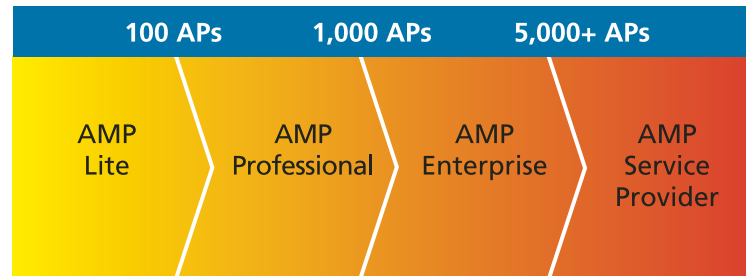 100 APs 1,000 APs 5,000+ APs
AMP
Lite
AMP
Professional
AMP
Enterprise
AMP
Service
Provider